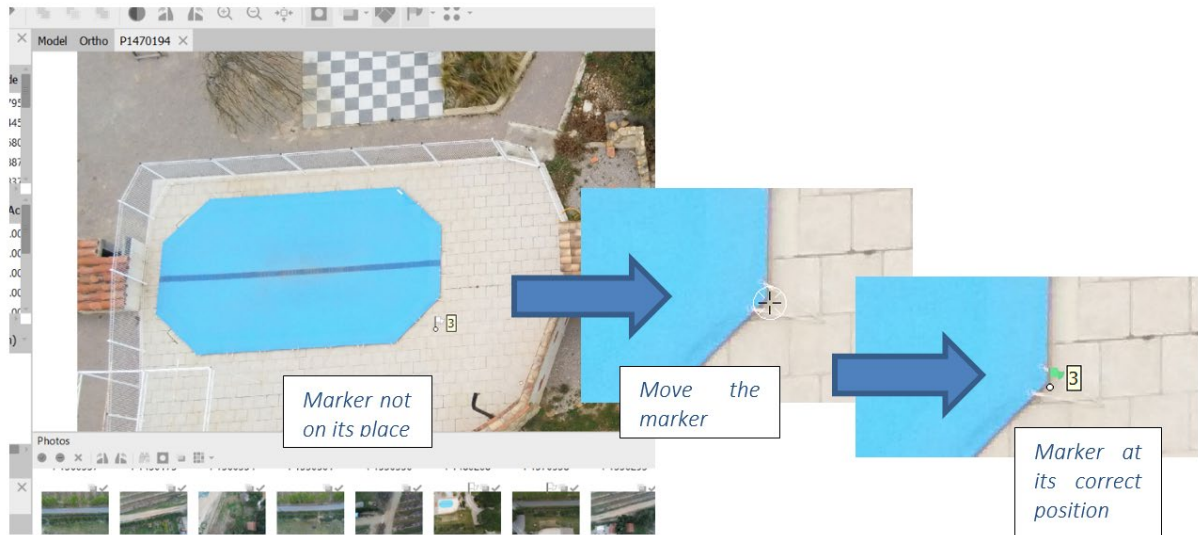 Model Ortho P1470194
3
Marker not
on its place
Move the
marker
3
Marker at
its correct
position
Photos